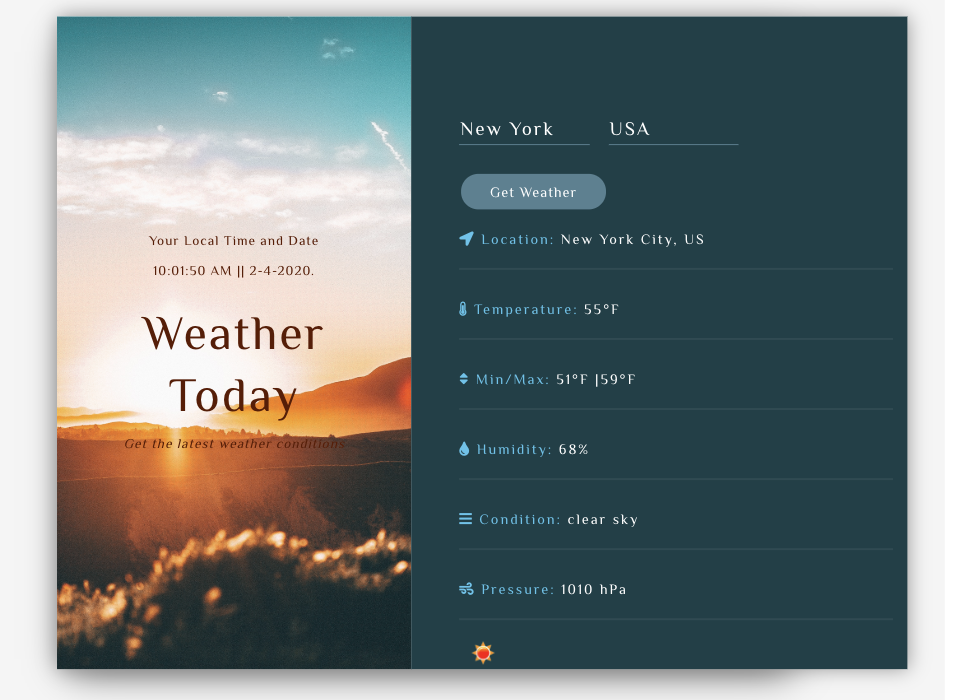 Your Local Time and Date
10:01:50 AM || 2-4-2020.
Weather
Today
Get the latest weather conditions
New York
USA
Get Weather
Location: New York City, US
Temperature: 55°F
Min/Max: 51°F |59°F
Humidity: 68%
Condition: clear sky
Pressure: 1010 hPa